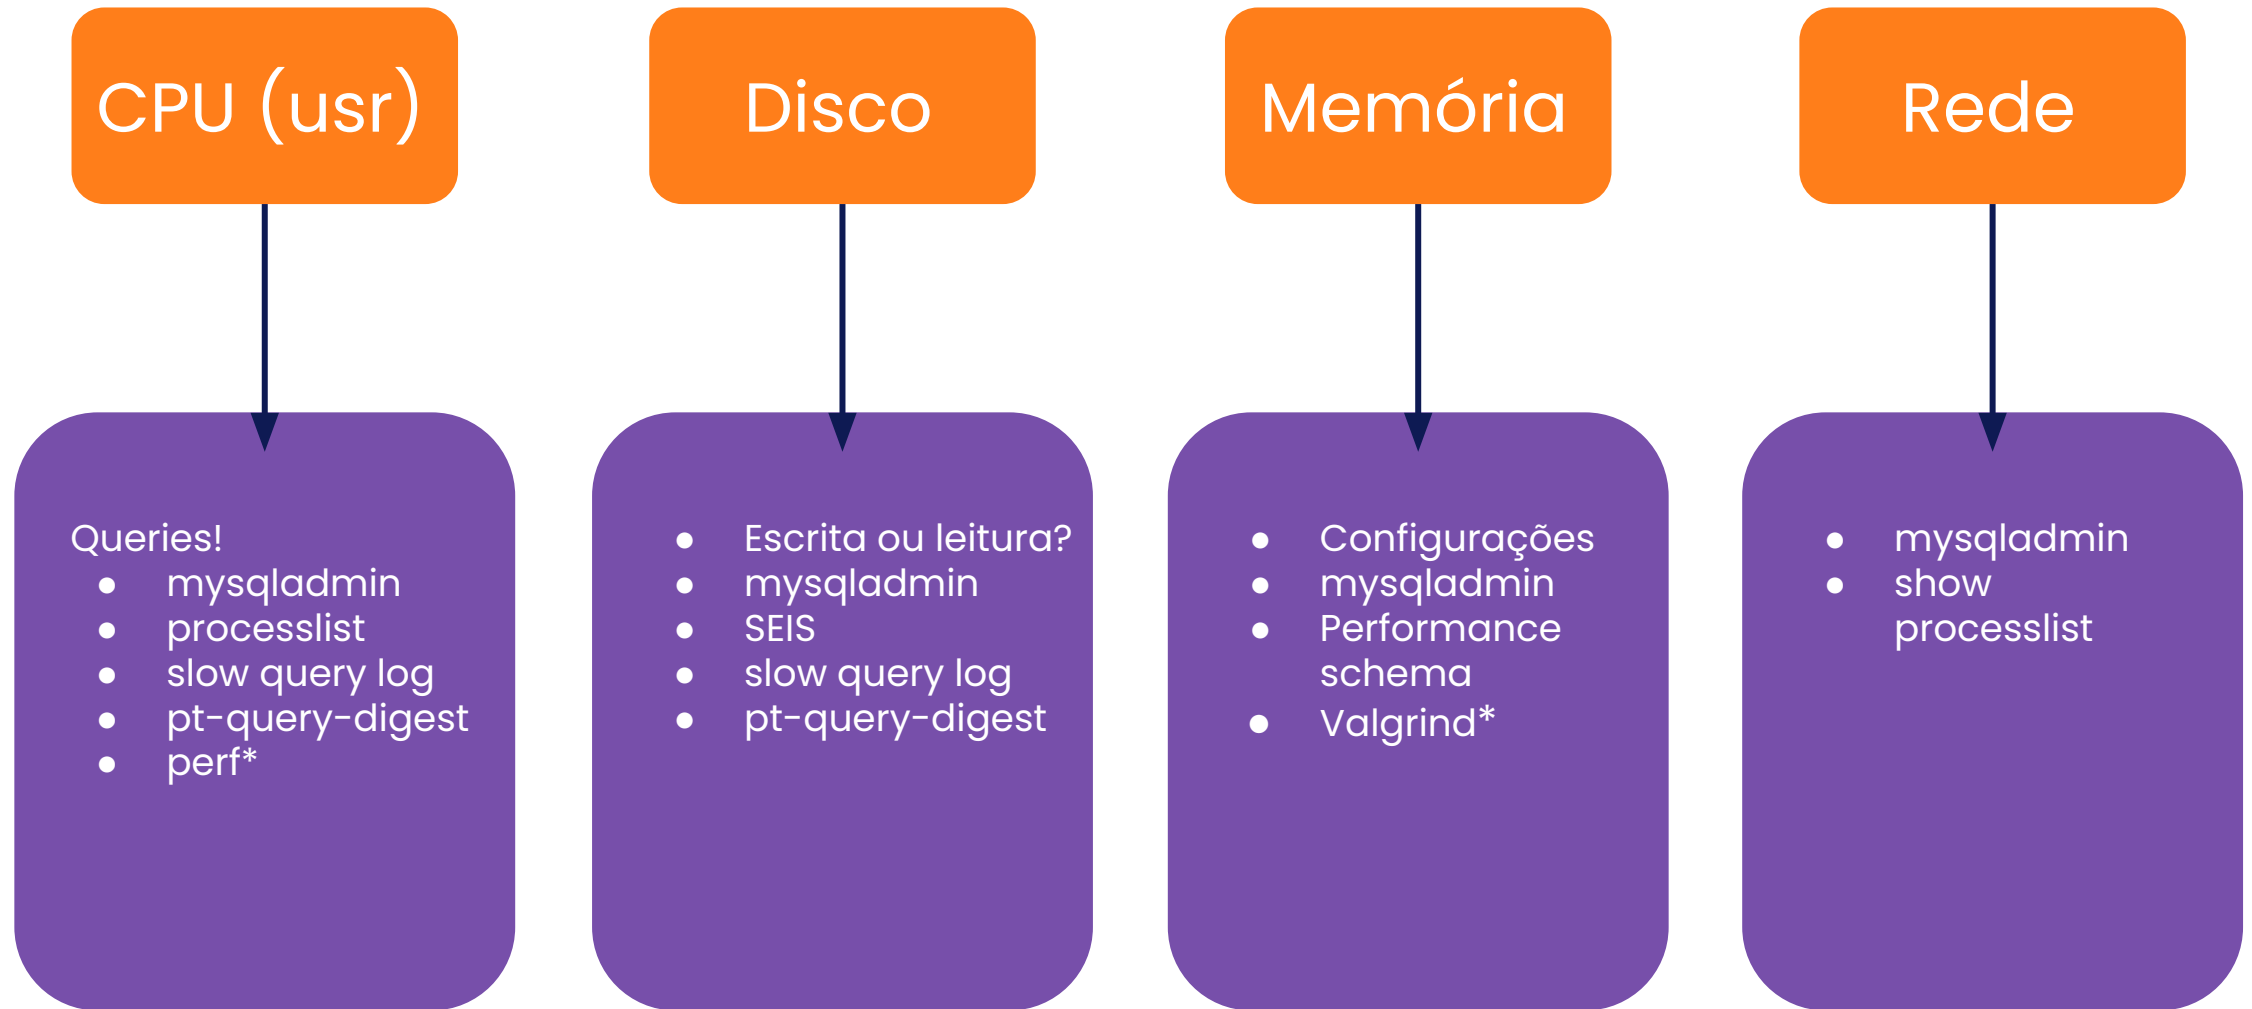 CPU (usr)
Disco
Memória
Rede
Queries!
● mysqladmin
● processlist
● slow query log
● pt-query-digest
● perf*
● Escrita ou leitura?
● mysqladmin
● SEIS
● slow query log
● pt-query-digest
● Configurações
● mysqladmin
● Performance
schema
● Valgrind*
● mysqladmin
● show
processlist